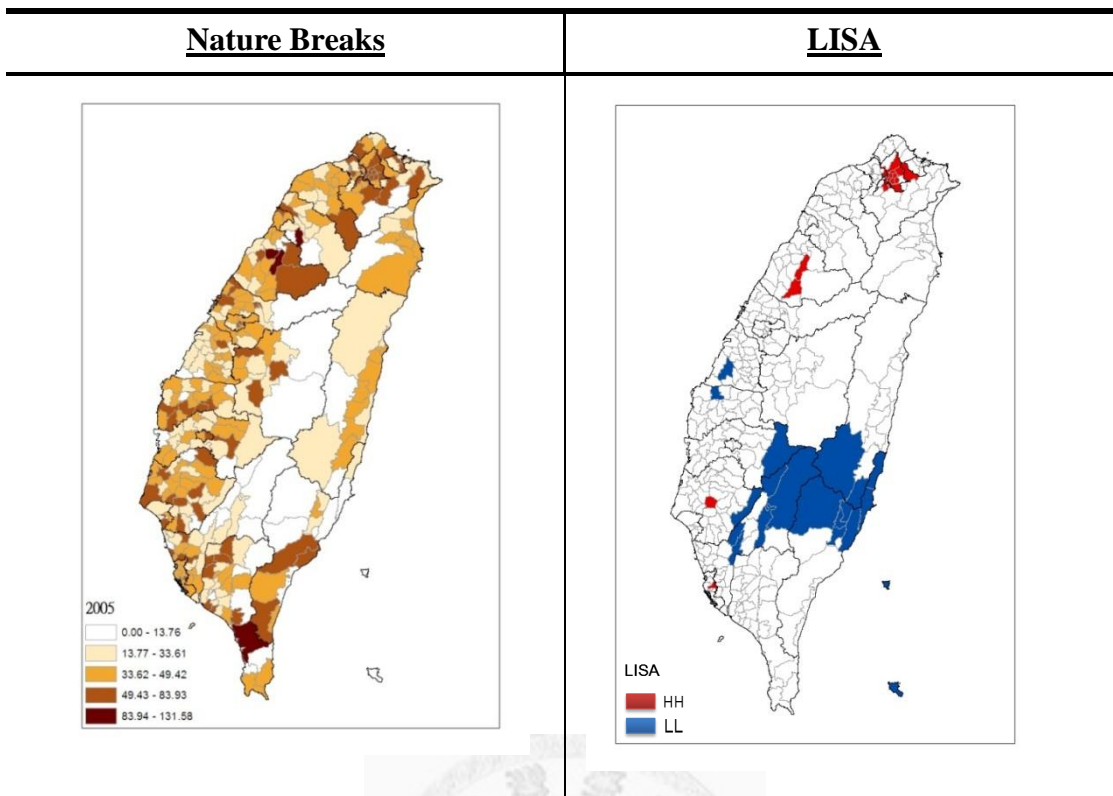 Nature Breaks
LISA
2005
0.00 - 13.76
13.77 - 33.61
33.62 - 49.42
49.43 - 83.93
83.94 - 131.58
LISA
HH
LL